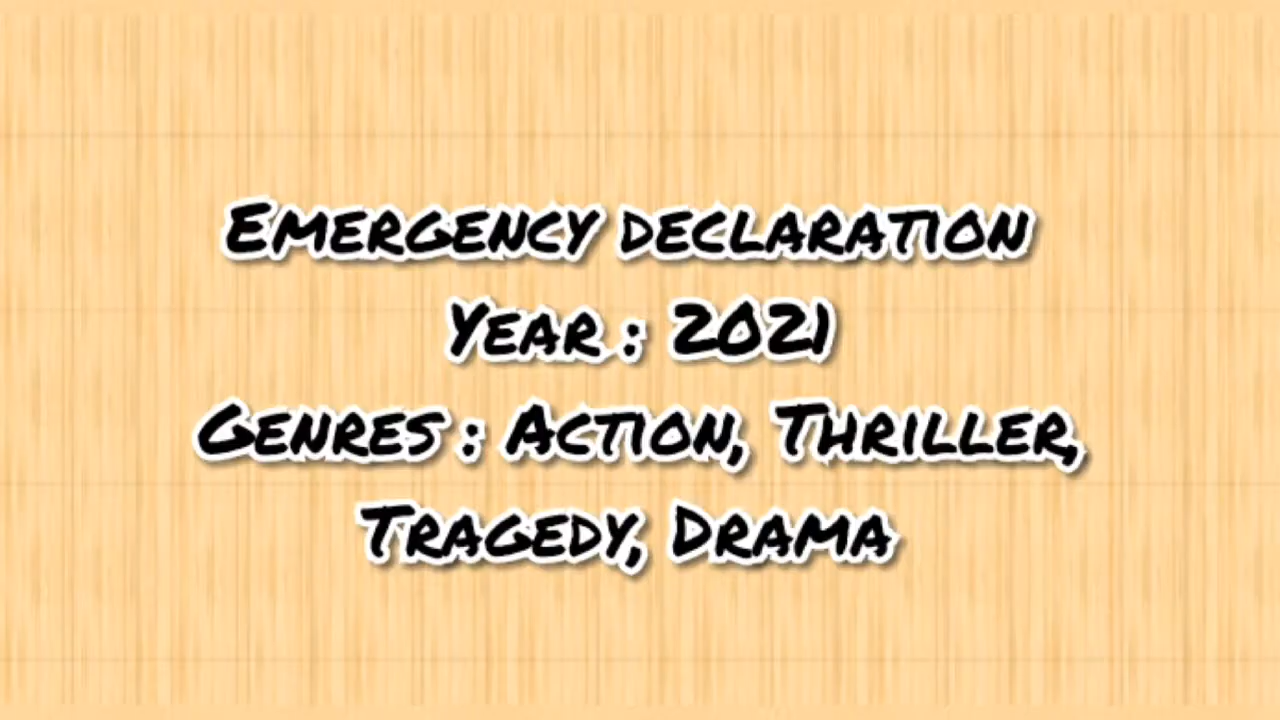 Emergency declaration
Year : 2021
Genres : Action, Thriller,
Tragedy, Drama